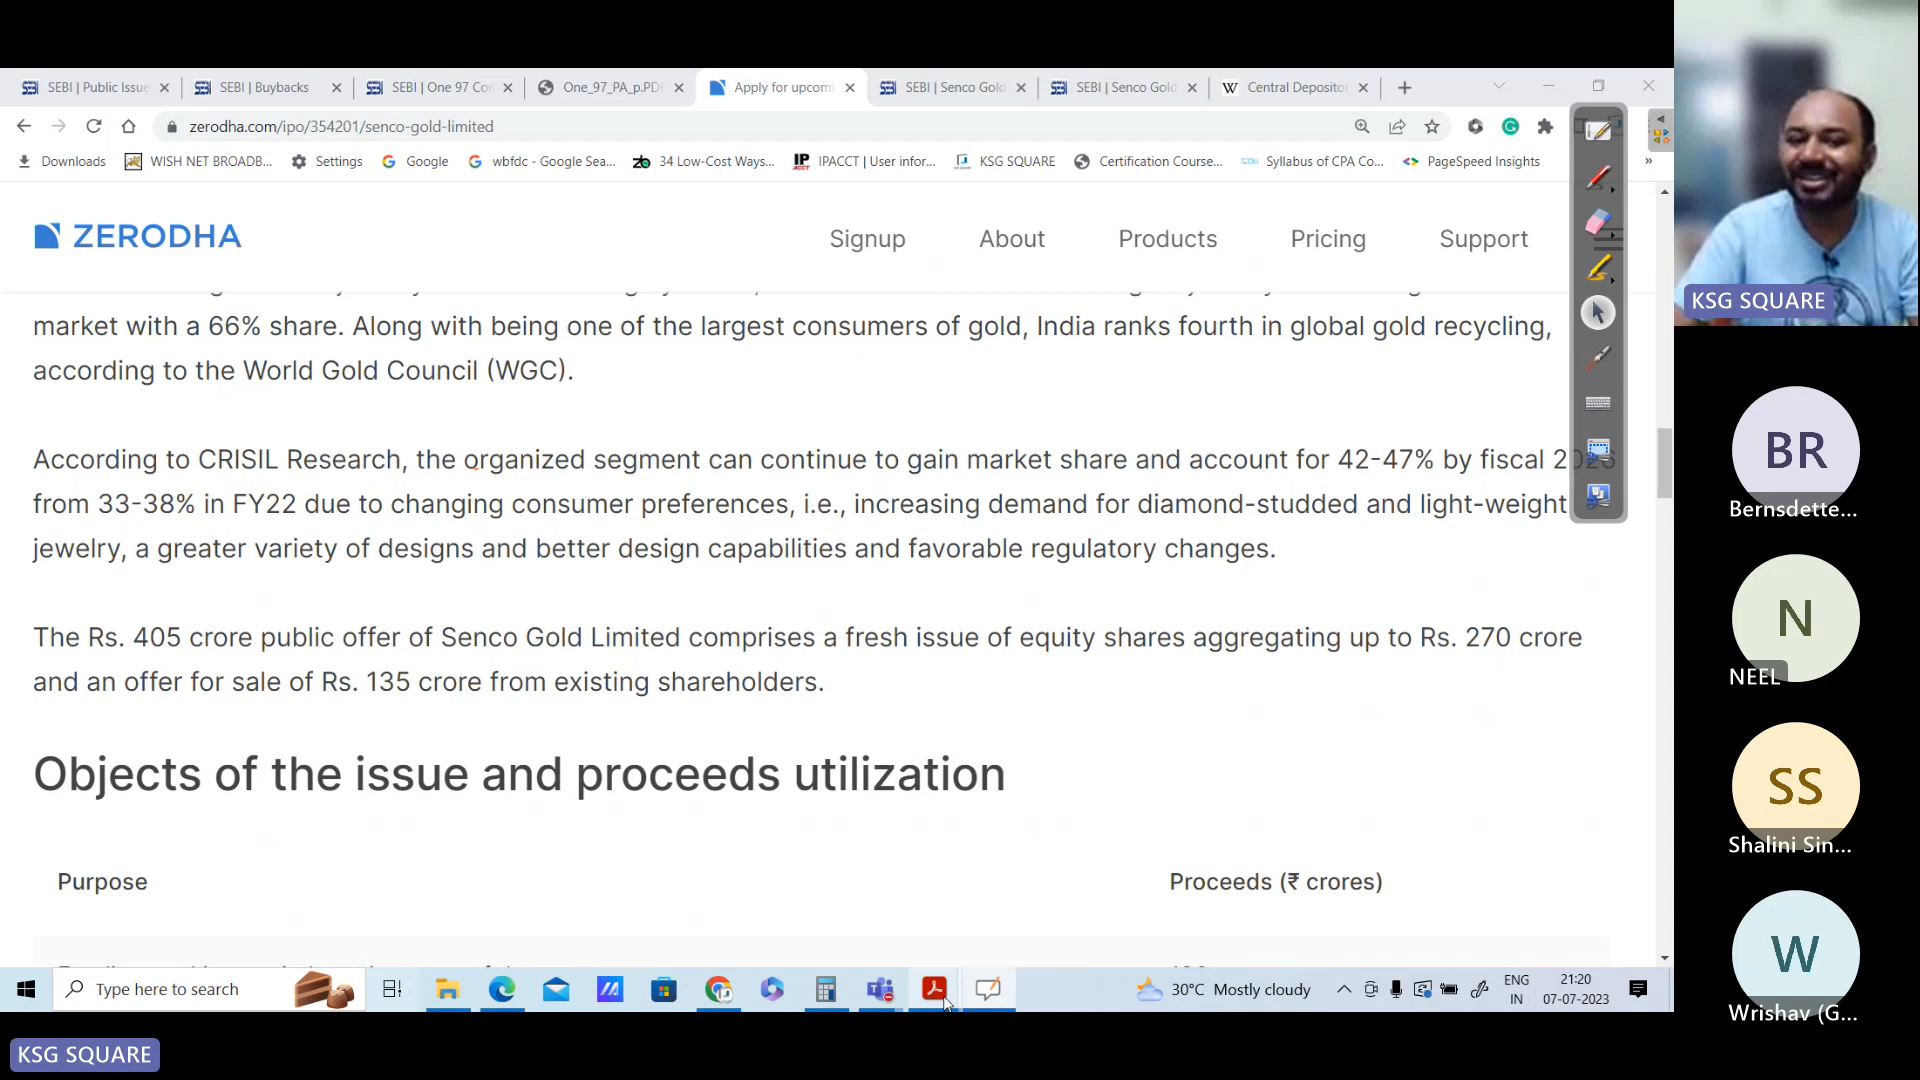 SEBI | Public Issue
SEBI | Buybacks
SEBI | One 97 Co
One_97_PA_p.PDF
Apply for upcomi
SEBI | Senco Gold
SEBI | Senco Gold
Central Deposito
zerodha.com/ipo/354201/senco-gold-limited
Downloads
WISH NET BROADB...
Settings
Google
wbfdc - Google Sea...
34 Low-Cost Ways...
IPACCT | User infor...
KSG SQUARE
Certification Course...
Syllabus of CPA Co...
PageSpeed Insights
ZERODHA
Signup
About
Products
Pricing
Support
market with a 66% share. Along with being one of the largest consumers of gold, India ranks fourth in global gold recycling,
according to the World Gold Council (WGC).
According to CRISIL Research, the organized segment can continue to gain market share and account for 42-47% by fiscal 2026
from 33-38% in FY22 due to changing consumer preferences, i.e., increasing demand for diamond-studded and light-weight
jewelry, a greater variety of designs and better design capabilities and favorable regulatory changes.
The Rs. 405 crore public offer of Senco Gold Limited comprises a fresh issue of equity shares aggregating up to Rs. 270 crore
and an offer for sale of Rs. 135 crore from existing shareholders.
Objects of the issue and proceeds utilization
Purpose
Proceeds (₹ crores)
Type here to search
30°C Mostly cloudy
ENG
IN
21:20
07-07-2023
KSG SQUARE
KSG SQUARE
BR
Bernsdette...
N
NEEL
SS
Shalini Sin...
W
Wrishav (G...